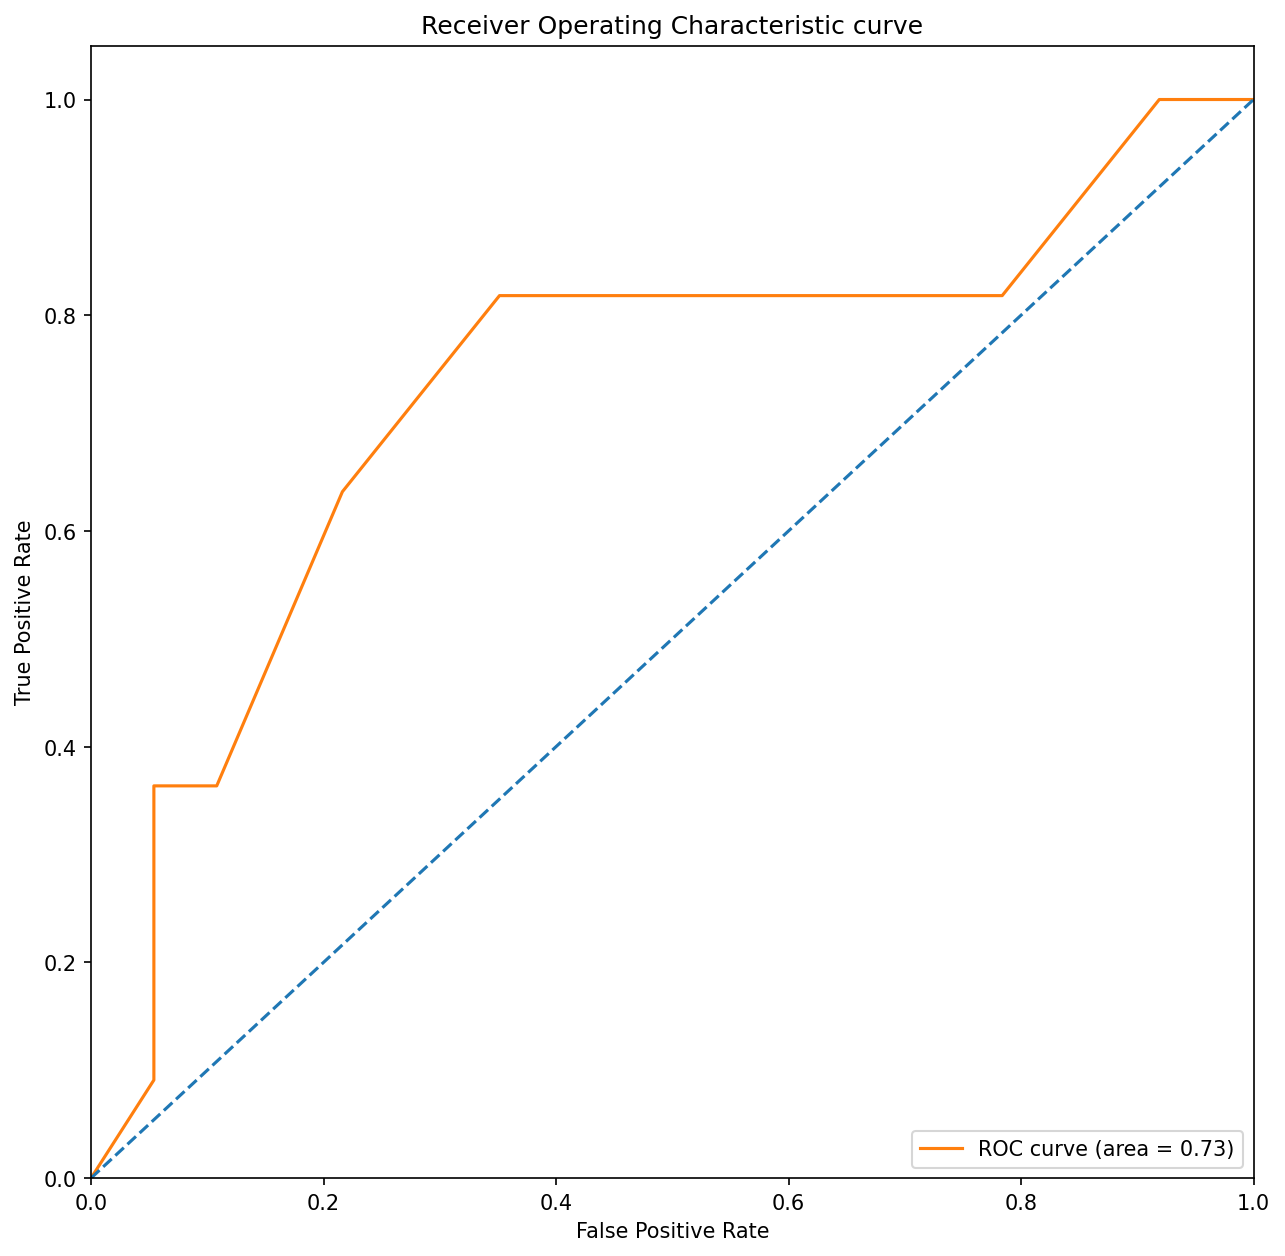 Receiver Operating Characteristic curve
1.0
0.8
0.6
0.4
0.2
0.0
True Positive Rate
ROC curve (area = 0.73)
0.0 0.2 0.4 0.6 0.8 1.0
False Positive Rate